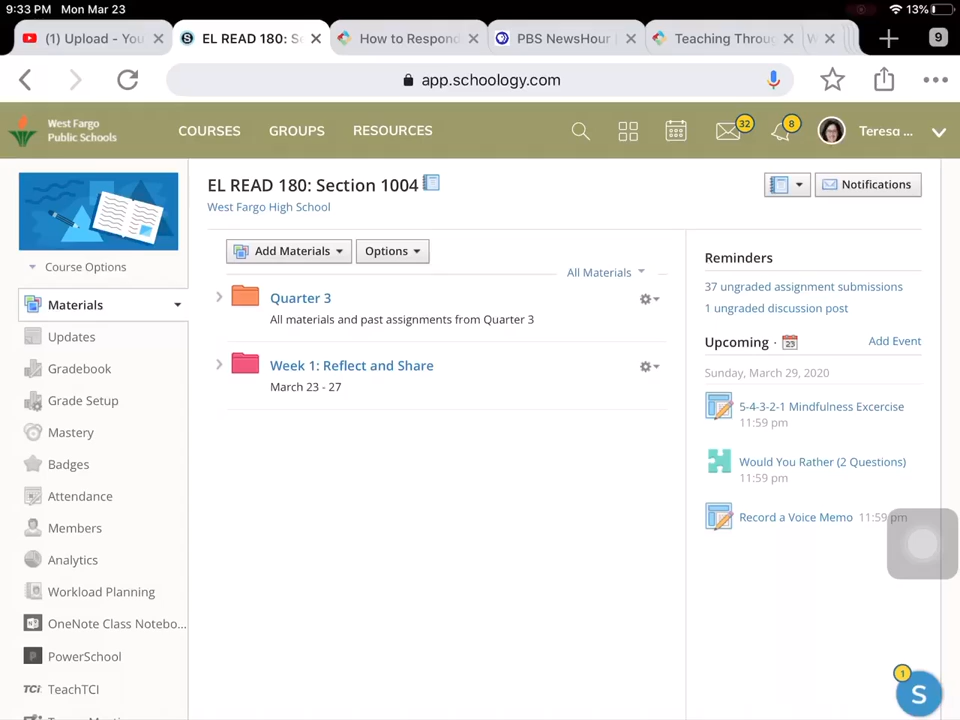 9:33 PM Mon Mar 23
13%
(1) Upload - You
EL READ 180: S
How to Respond
PBS NewsHour
Teaching Throu
9
app.schoology.com
West Fargo
Public Schools
COURSES
GROUPS
RESOURCES
32
8
Teresa ...
EL READ 180: Section 1004
Notifications
West Fargo High School
Course Options
Add Materials
Options
All Materials
Materials
Updates
Gradebook
Grade Setup
Mastery
Badges
Attendance
Members
Analytics
Workload Planning
OneNote Class Notebo...
PowerSchool
TCi TeachTCI
Quarter 3
All materials and past assignments from Quarter 3
Week 1: Reflect and Share
March 23 - 27
Reminders
37 ungraded assignment submissions
1 ungraded discussion post
Upcoming · 23
Add Event
Sunday, March 29, 2020
5-4-3-2-1 Mindfulness Excercise
11:59 pm
Would You Rather (2 Questions)
11:59 pm
Record a Voice Memo 11:59 pm
1
S